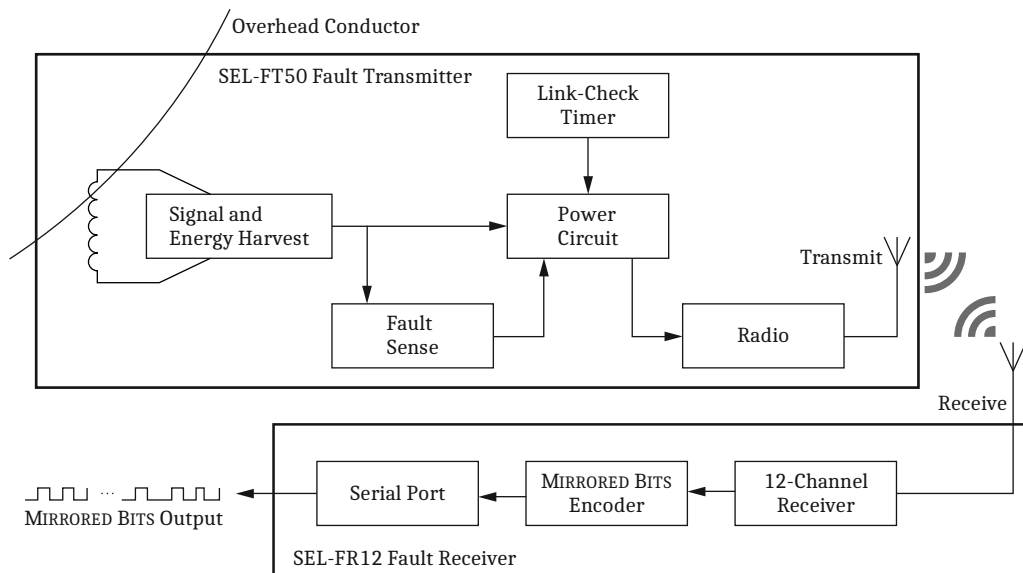 Overhead Conductor
SEL-FT50 Fault Transmitter
Link-Check
Timer
Signal and
Energy Harvest
Power
Circuit
Transmit
Fault
Sense
Radio
Receive
Serial Port
MIRRORED BITS
Encoder
12-Channel
Receiver
...
MIRRORED BITS Output
SEL-FR12 Fault Receiver